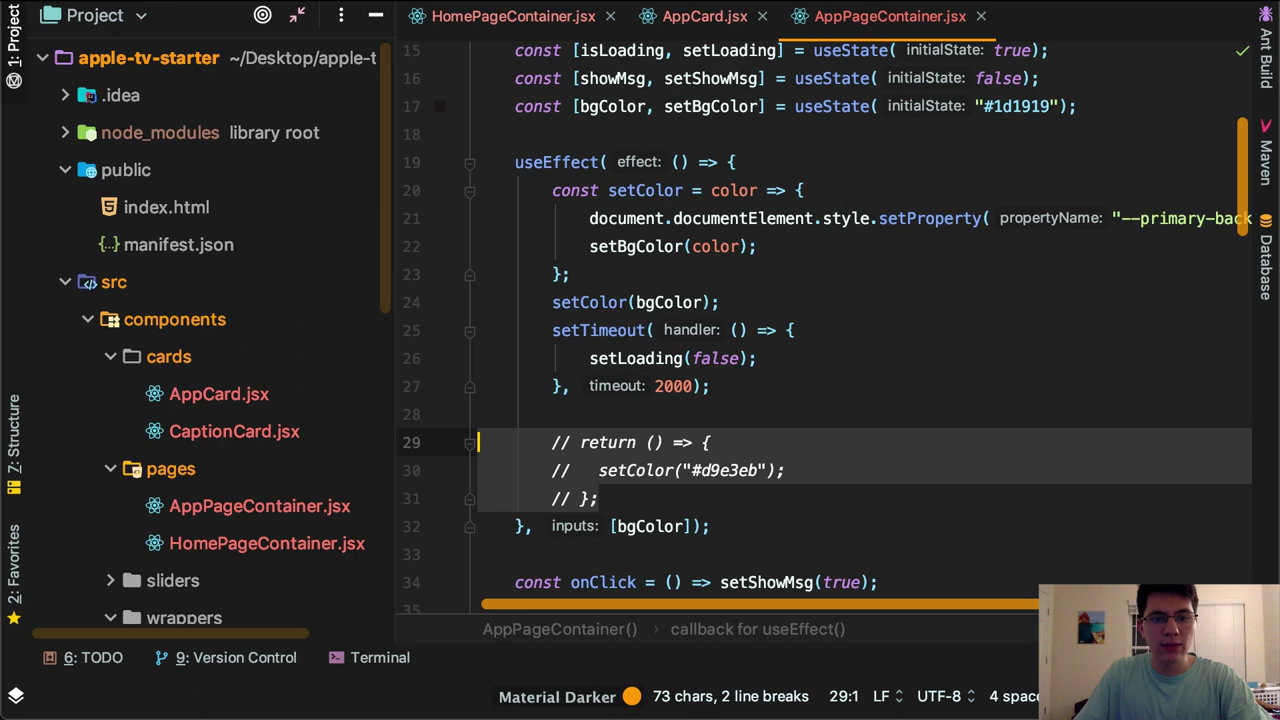 Project
HomePageContainer.jsx
AppCard.jsx
AppPageContainer.jsx
1: Project
7: Structure
2: Favorites
Ant Build
Maven
Database
apple-tv-starter ~/Desktop/apple-t
.idea
node_modules library root
public
index.html
manifest.json
src
components
cards
AppCard.jsx
CaptionCard.jsx
pages
AppPageContainer.jsx
HomePageContainer.jsx
sliders
wrappers
15 const [isLoading, setLoading] = useState( initialState: true);
16 const [showMsg, setShowMsg] = useState( initialState: false);
17 const [bgColor, setBgColor] = useState( initialState: "#1d1919");
18
19 useEffect( effect: () => {
20 const setColor = color => {
21 document.documentElement.style.setProperty( propertyName: "--primary-back
22 setBgColor(color);
23 };
24 setColor(bgColor);
25 setTimeout( handler: () => {
26 setLoading(false);
27 }, timeout: 2000);
28
29 // return () => {
30 //   setColor("#d9e3eb");
31 // };
32 }, inputs: [bgColor]);
33
34 const onClick = () => setShowMsg(true);
35
AppPageContainer() › callback for useEffect()
6: TODO
9: Version Control
Terminal
Material Darker 73 chars, 2 line breaks 29:1 LF UTF-8 4 spac